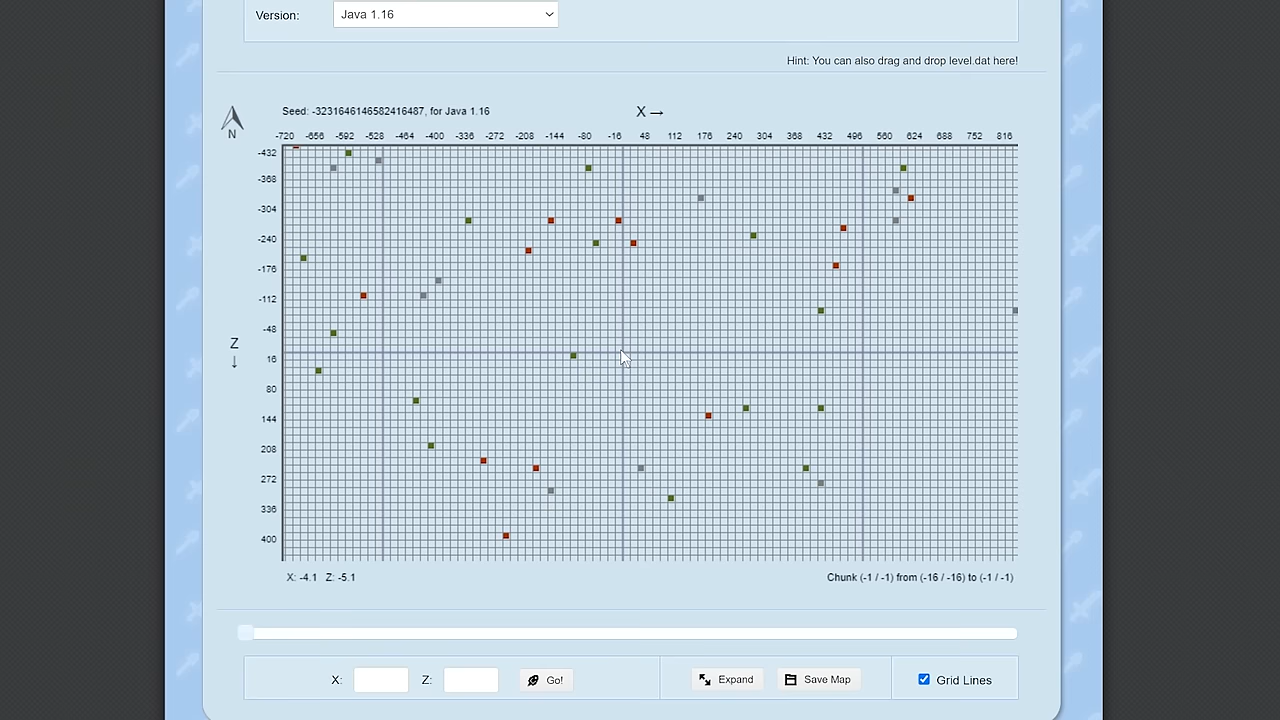 Version: Java 1.16
Hint: You can also drag and drop level.dat here!
Seed: -3231646146582416487, for Java 1.16 X →
N
-720 -656 -592 -528 -464 -400 -336 -272 -208 -144 -80 -16 48 112 176 240 304 368 432 496 560 624 688 752 816
-432
-368
-304
-240
-176
-112
-48
Z
↓
16
80
144
208
272
336
400
X: -4.1 Z: -5.1 Chunk (-1 / -1) from (-16 / -16) to (-1 / -1)
X: Z: Go! Expand Save Map Grid Lines